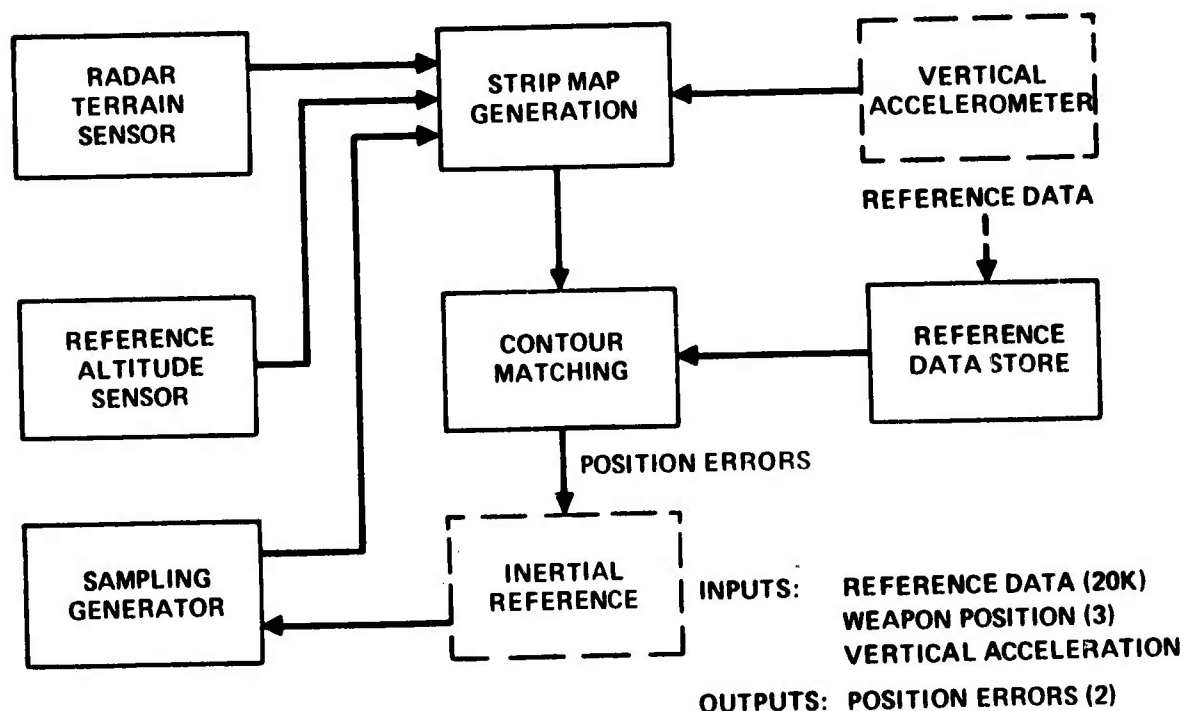 RADAR
TERRAIN
SENSOR
STRIP MAP
GENERATION
VERTICAL
ACCELEROMETER
REFERENCE DATA
REFERENCE
ALTITUDE
SENSOR
CONTOUR
MATCHING
REFERENCE
DATA STORE
POSITION ERRORS
SAMPLING
GENERATOR
INERTIAL
REFERENCE
INPUTS: REFERENCE DATA (20K)
WEAPON POSITION (3)
VERTICAL ACCELERATION
OUTPUTS: POSITION ERRORS (2)